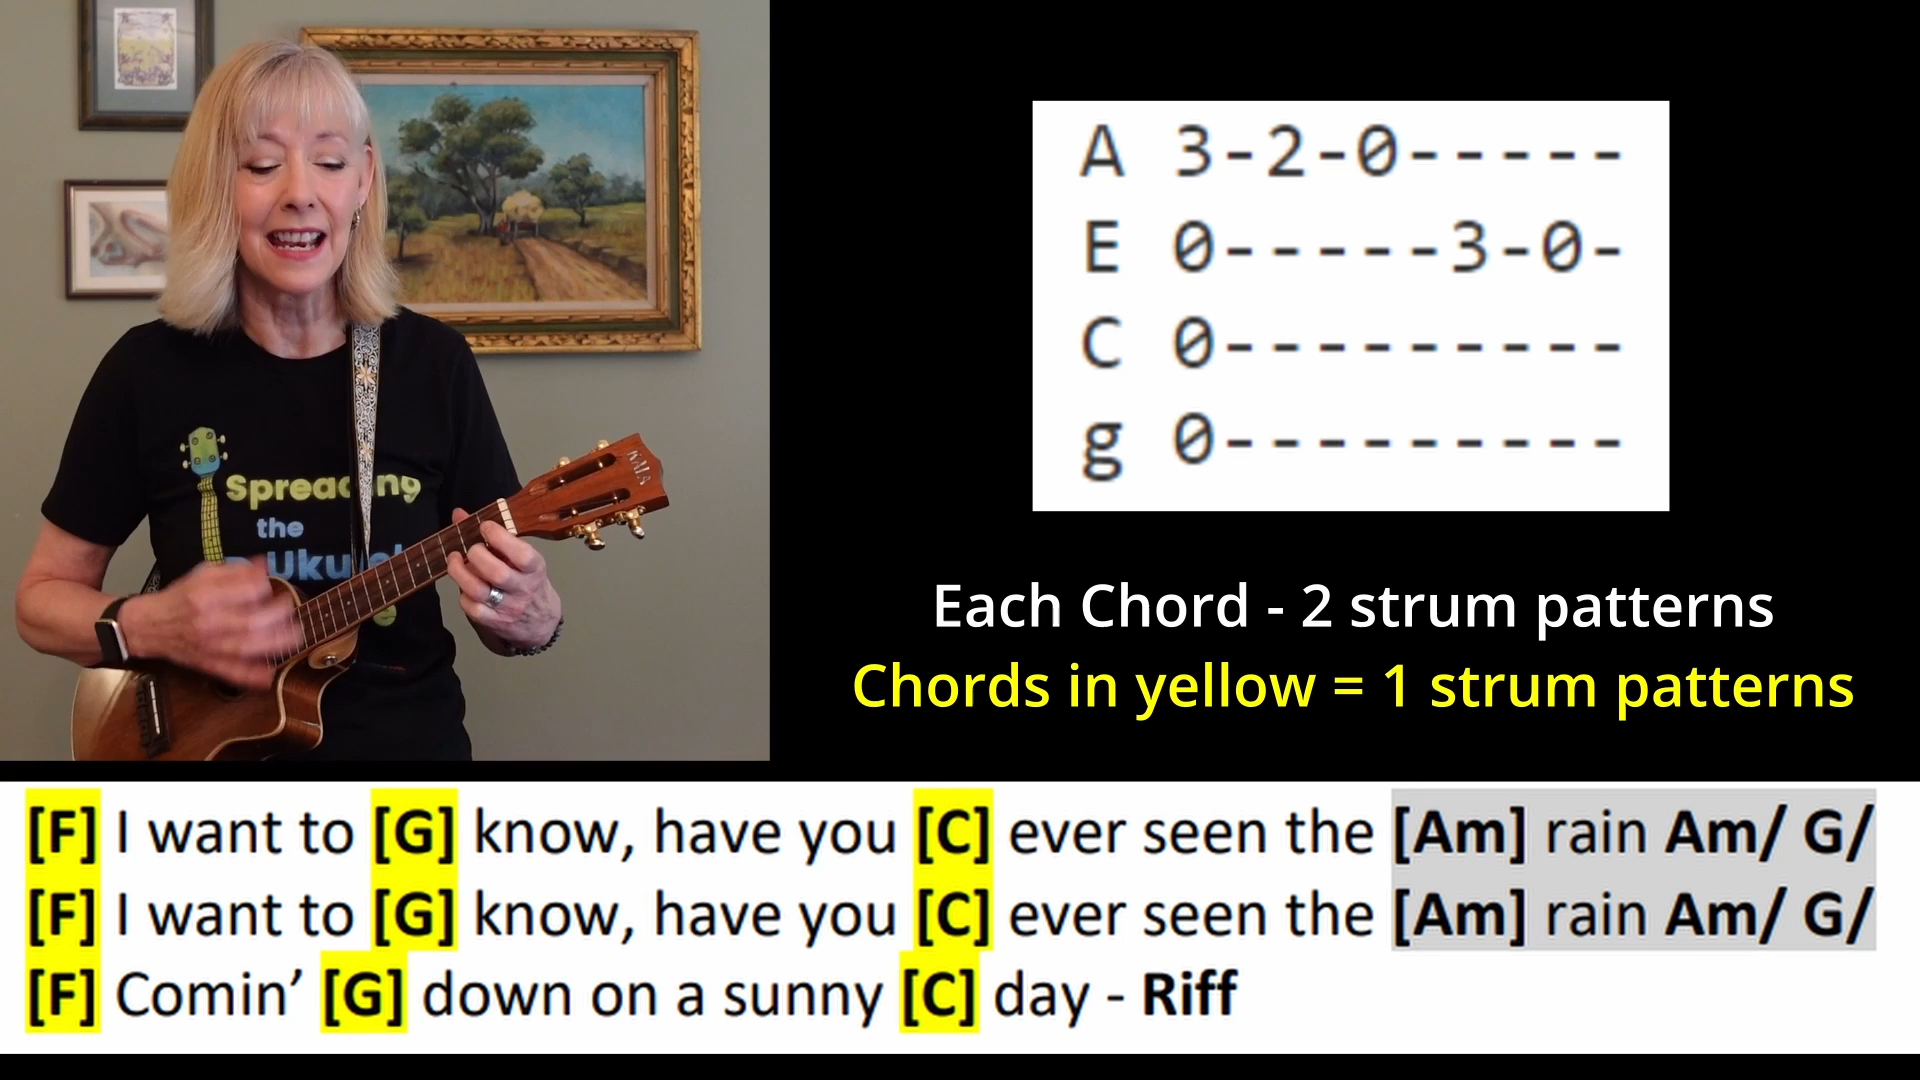 A 3-2-0-----
E 0-----3-0-
C 0---------
g 0---------
Spreading
the
Uku
KALA
Each Chord - 2 strum patterns
Chords in yellow = 1 strum patterns
[F] I want to [G] know, have you [C] ever seen the [Am] rain Am/ G/
[F] I want to [G] know, have you [C] ever seen the [Am] rain Am/ G/
[F] Comin’ [G] down on a sunny [C] day - Riff